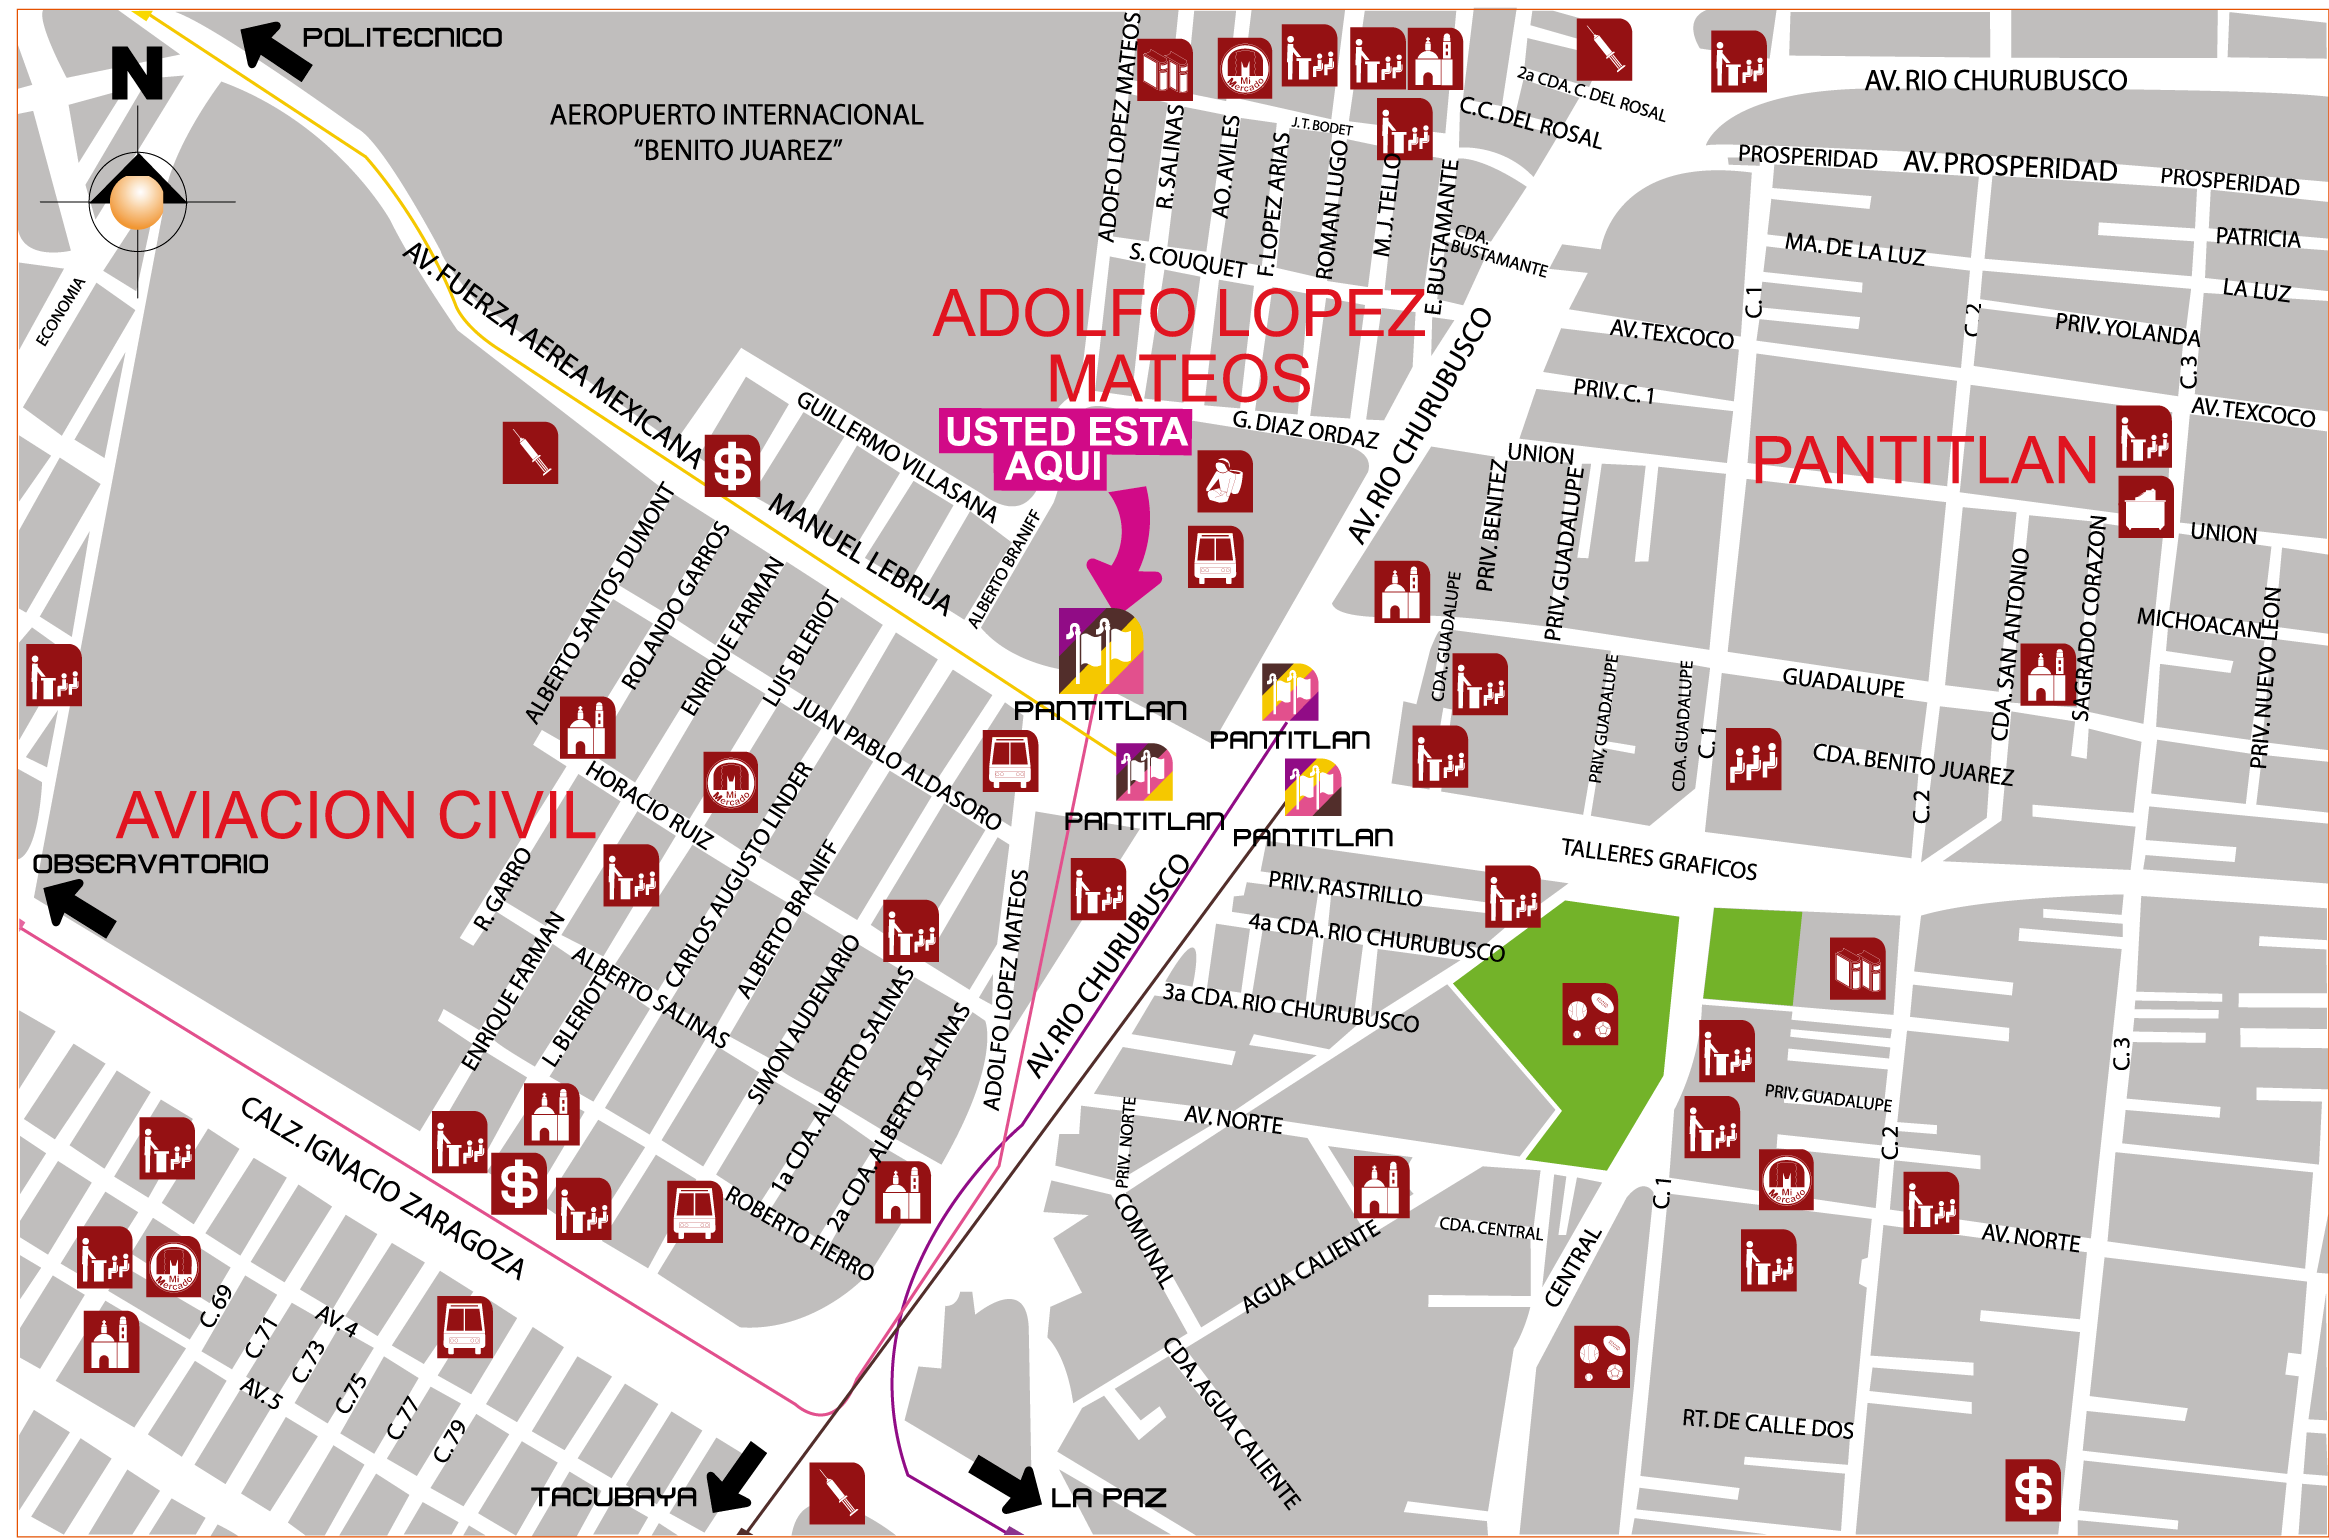 POLITECNICO
N
AEROPUERTO INTERNACIONAL
“BENITO JUAREZ”
ADOFO LOPEZ MATEOS
R. SALINAS
AO. AVILES
F. LOPEZ ARIAS
ROMAN LUGO
M. J. TELLO
E. BUSTAMANTE
J.T. BODET
Mi
Mercado
2a CDA. C. DEL ROSAL
C.C. DEL ROSAL
CDA.
BUSTAMANTE
S. COUQUET
AV. RIO CHURUBUSCO
PROSPERIDAD
AV. PROSPERIDAD
PROSPERIDAD
PATRICIA
MA. DE LA LUZ
LA LUZ
C. 1
C. 2
C. 3
PRIV. YOLANDA
AV. TEXCOCO
AV. TEXCOCO
PRIV. C. 1
ECONOMIA
AV. FUERZA AEREA MEXICANA
ADOLFO LOPEZ
MATEOS
USTED ESTA
AQUI
G. DIAZ ORDAZ
AV. RIO CHURUBUSCO
UNION
PANTITLAN
UNION
GUILLERMO VILLASANA
$
MANUEL LEBRIJA
ALBERTO BRANIFF
ALBERTO SANTOS DUMONT
ROLANDO GARROS
ENRIQUE FARMAN
LUIS BLERIOT
PRIV. BENITEZ
PRIV, GUADALUPE
CDA. GUADALUPE
CDA. SAN ANTONIO
SAGRADO CORAZON
MICHOACAN
PRIV. NUEVO LEON
GUADALUPE
PRIV, GUADALUPE
CDA. GUADALUPE
C. 1
CDA. BENITO JUAREZ
C. 2
PANTITLAN
PANTITLAN
PANTITLAN
PANTITLAN
JUAN PABLO ALDASORO
HORACIO RUIZ
Mi
Mercado
AVIACION CIVIL
OBSERVATORIO
R. GARRO
ENRIQUE FARMAN
L. BLERIOT
CARLOS AUGUSTO LINDER
ALBERTO BRANIFF
SIMON AUDENARIO
ALBERTO SALINAS
1a CDA. ALBERTO SALINAS
2a CDA. ALBERTO SALINAS
ADOLFO LOPEZ MATEOS
AV. RIO CHURUBUSCO
TALLERES GRAFICOS
PRIV. RASTRILLO
4a CDA. RIO CHURUBUSCO
3a CDA. RIO CHURUBUSCO
C. 3
PRIV, GUADALUPE
C. 2
AV. NORTE
PRIV. NORTE
COMUNAL
AGUA CALIENTE
CDA. CENTRAL
CENTRAL
C. 1
Mi
Mercado
AV. NORTE
CALZ. IGNACIO ZARAGOZA
$
ROBERTO FIERRO
Mi
Mercado
C. 69
C. 71
C. 73
C. 75
C. 77
C. 79
AV. 4
AV. 5
CDA. AGUA CALIENTE
RT. DE CALLE DOS
TACUBAYA
LA PAZ
$